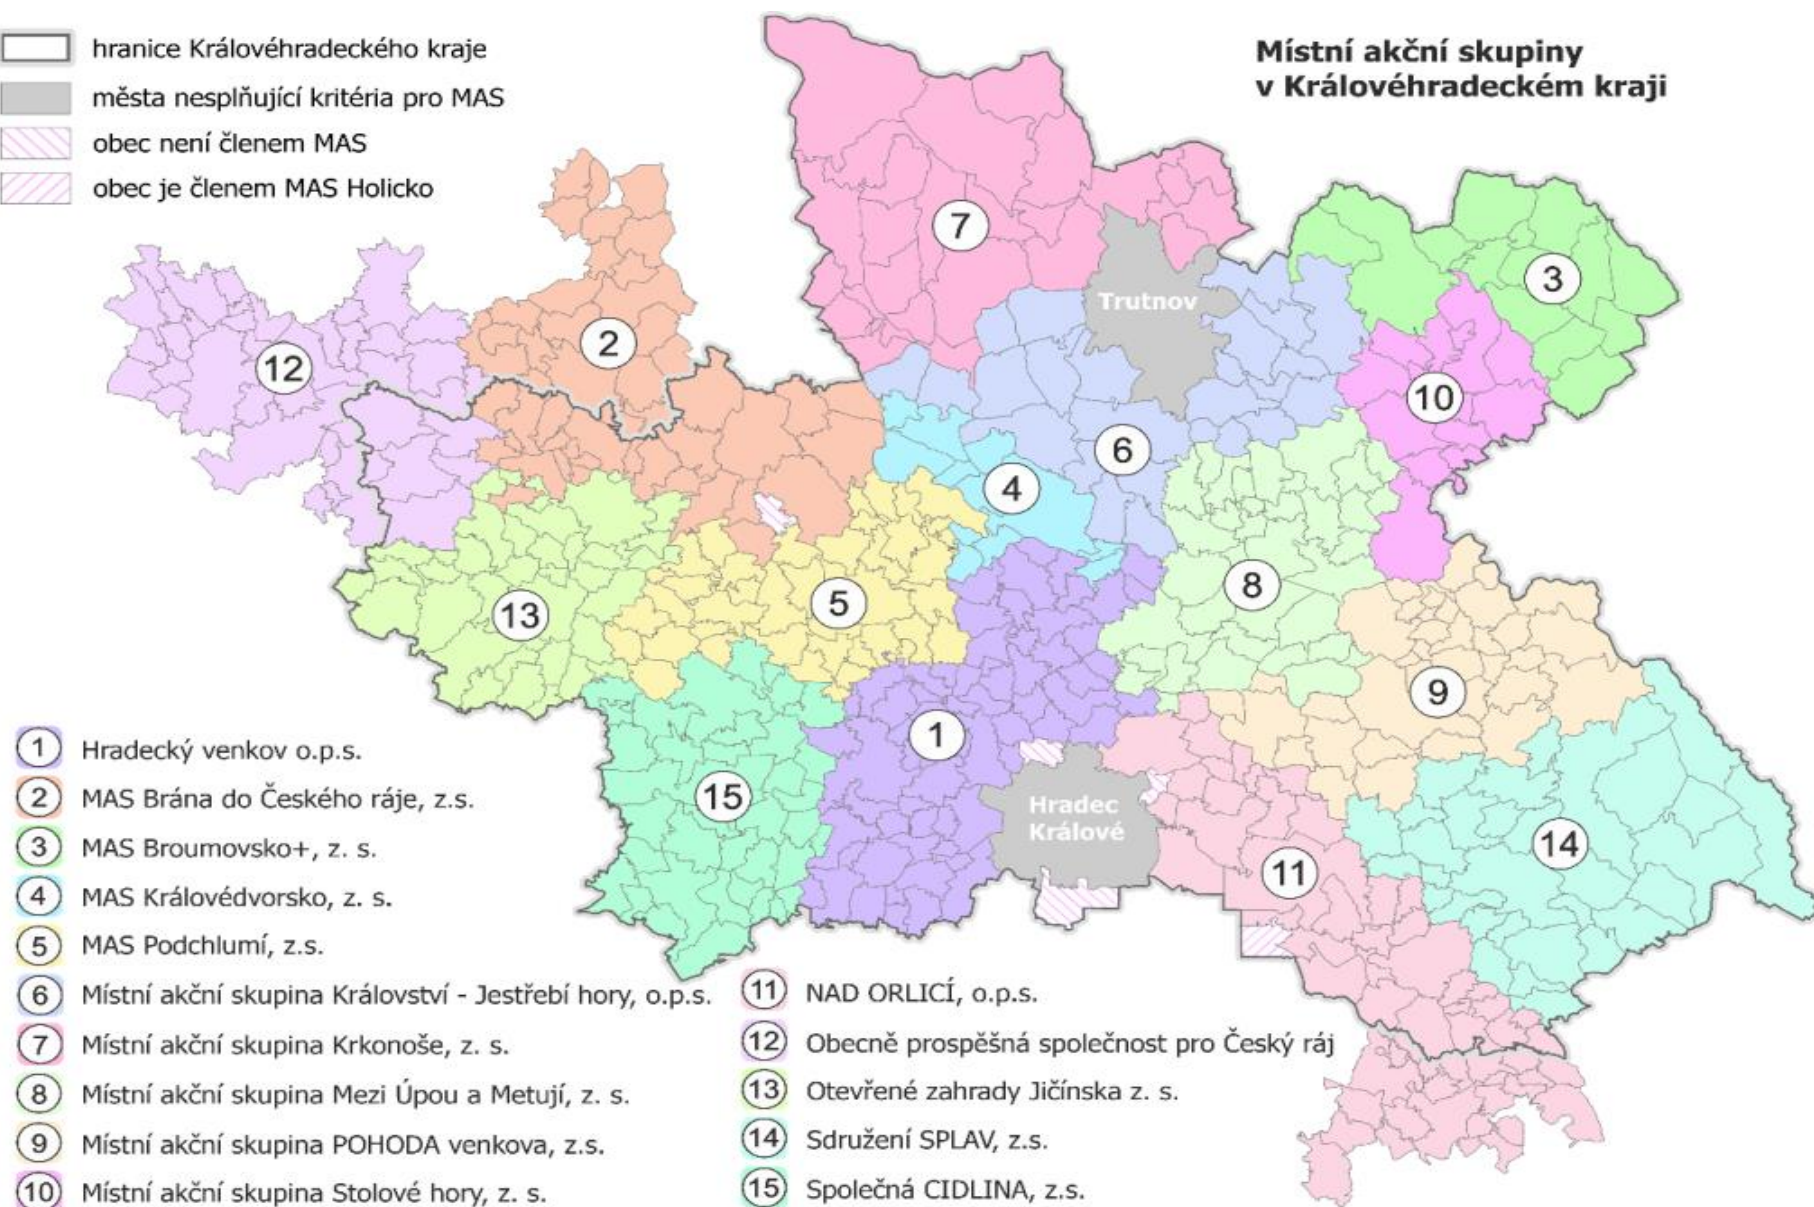 hranice Královéhradeckého kraje
města nesplňující kritéria pro MAS
obec není členem MAS
obec je členem MAS Holicko
Místní akční skupiny
v Královéhradeckém kraji
7
3
Trutnov
2
12
10
6
4
8
5
13
9
1
15
Hradec
Králové
14
11
1 Hradecký venkov o.p.s.
2 MAS Brána do Českého ráje, z.s.
3 MAS Broumovsko+, z. s.
4 MAS Královédvorsko, z. s.
5 MAS Podchlumí, z.s.
6 Místní akční skupina Království - Jestřebí hory, o.p.s.
7 Místní akční skupina Krkonoše, z. s.
8 Místní akční skupina Mezi Úpou a Metují, z. s.
9 Místní akční skupina POHODA venkova, z.s.
10 Místní akční skupina Stolové hory, z. s.
11 NAD ORLICÍ, o.p.s.
12 Obecně prospěšná společnost pro Český ráj
13 Otevřené zahrady Jičínska z. s.
14 Sdružení SPLAV, z.s.
15 Společná CIDLINA, z.s.